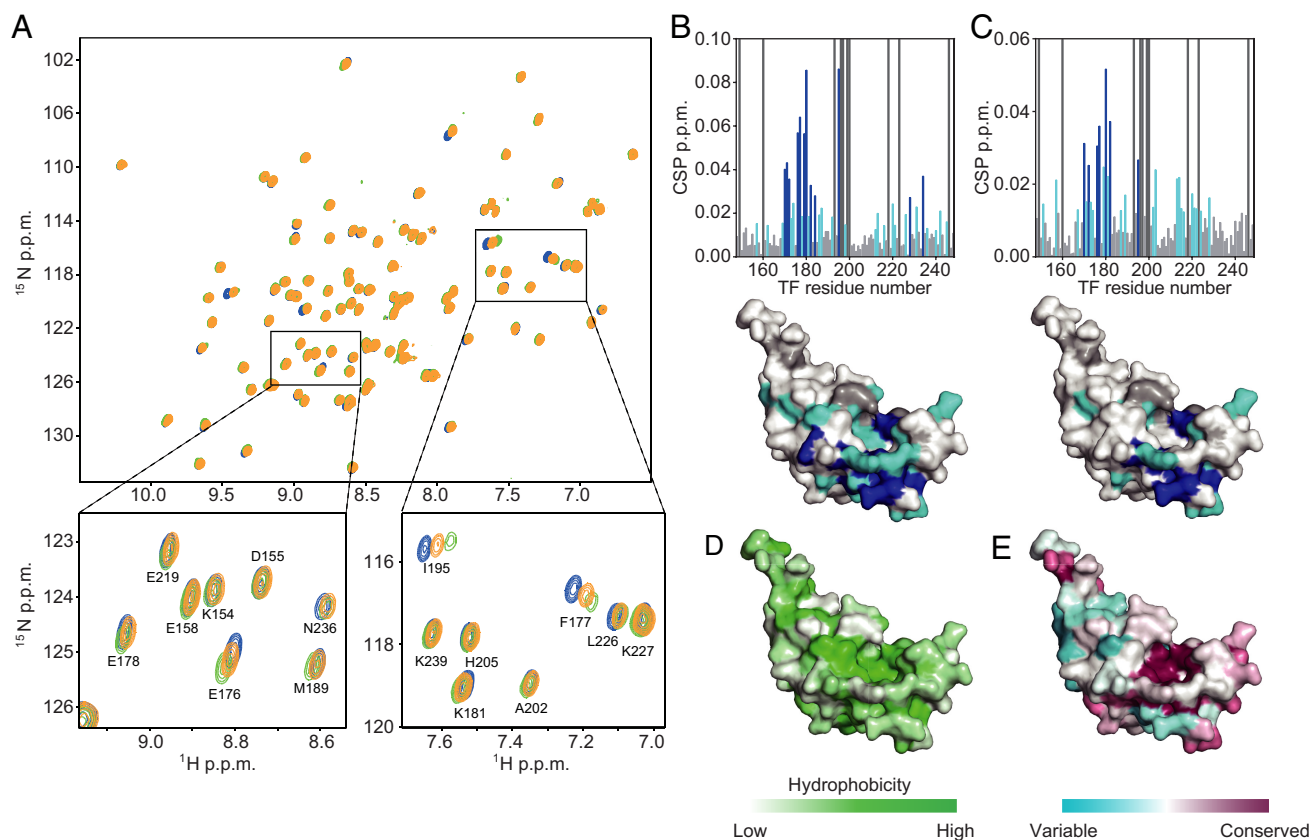 A
102
106
110
114
118
122
126
130
15N p.p.m.
10.0 9.5 9.0 8.5 8.0 7.5 7.0
123
124
125
126
15N p.p.m.
E219
D155
E158
K154
N236
E178
E176
M189
9.0 8.8 8.6
1H p.p.m.
116
118
120
I195
F177
L226
K239
H205
K227
K181
A202
7.6 7.4 7.2 7.0
1H p.p.m.
15N p.p.m.
B
0.10
0.08
0.06
0.04
0.02
0.00
CSP p.p.m.
160 180 200 220 240
TF residue number
C
0.06
0.04
0.02
0.00
CSP p.p.m.
160 180 200 220 240
TF residue number
D
Hydrophobicity
Low High
E
Variable Conserved